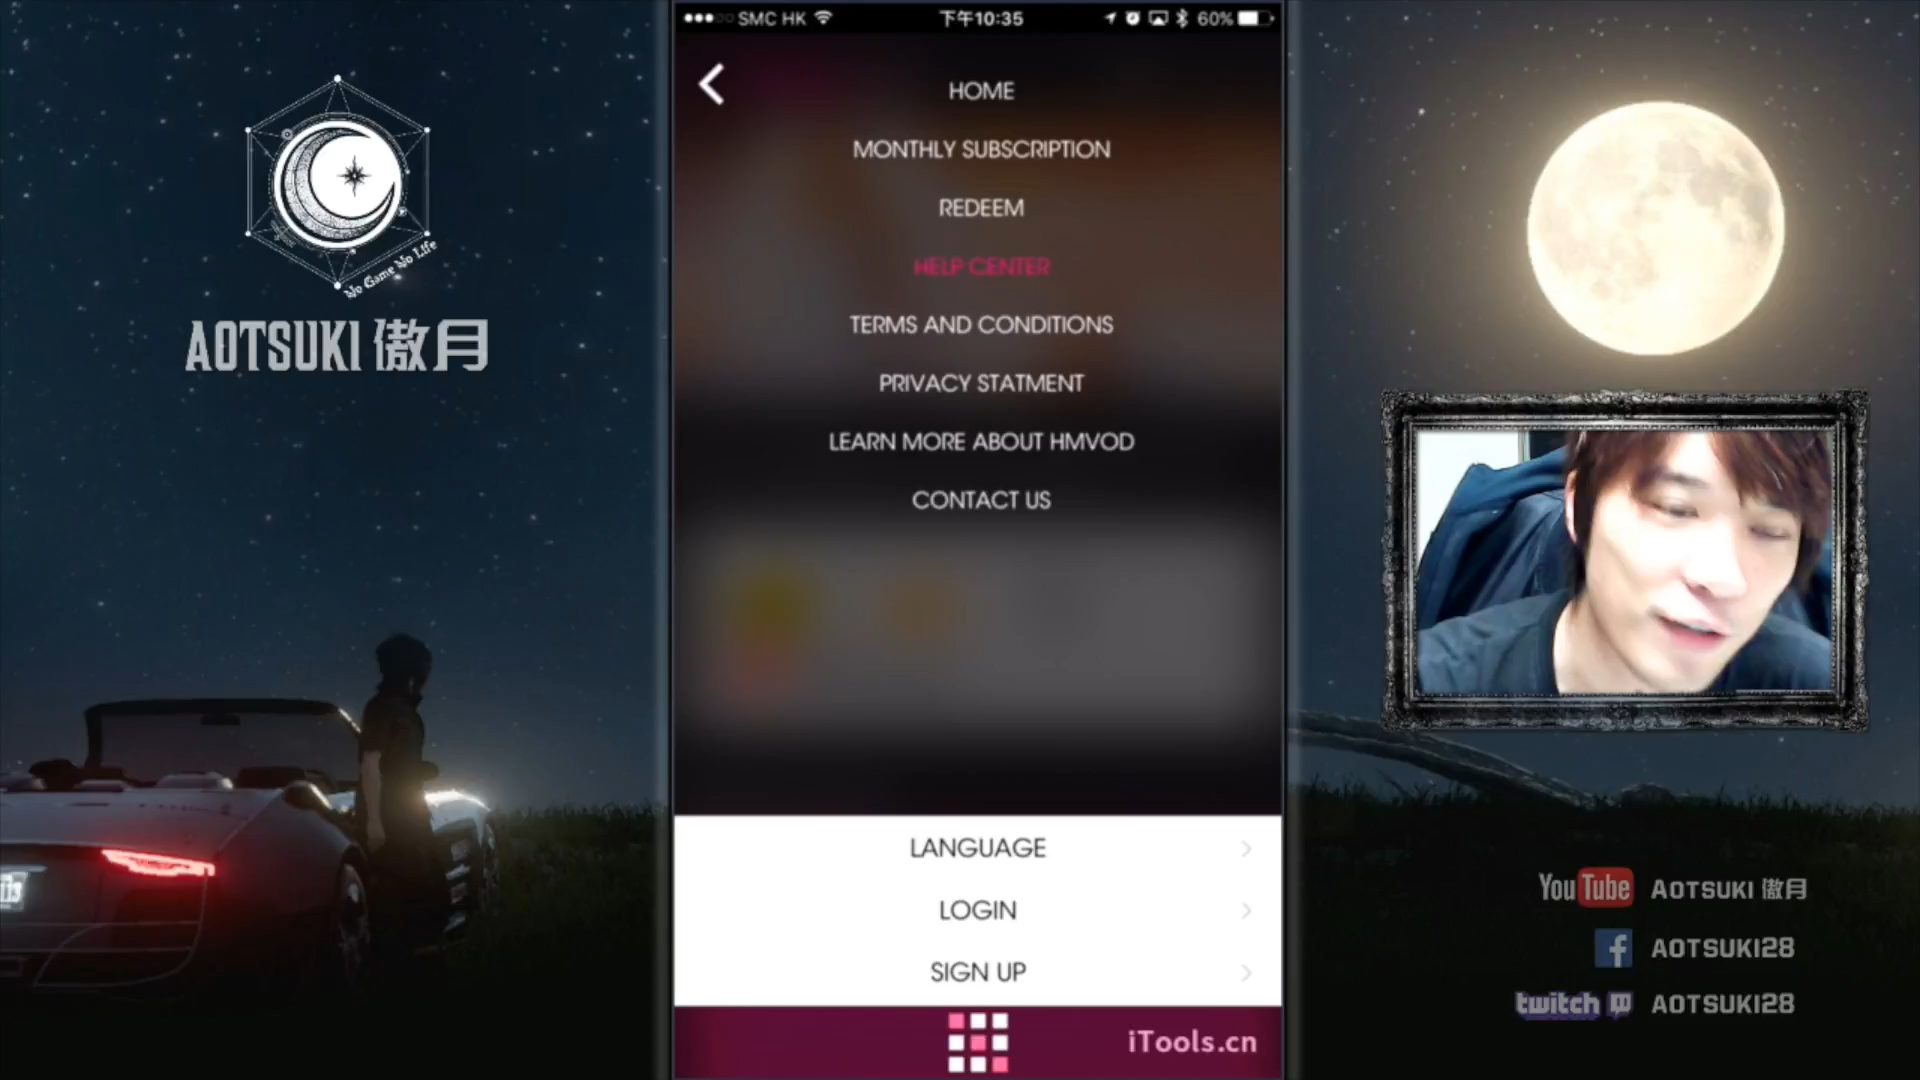 No Game No Life
AOTSUKI 傲月
SMC HK
下午10:35
60%
HOME
MONTHLY SUBSCRIPTION
REDEEM
HELP CENTER
TERMS AND CONDITIONS
PRIVACY STATMENT
LEARN MORE ABOUT HMVOD
CONTACT US
LANGUAGE
LOGIN
SIGN UP
iTools.cn
YouTube AOTSUKI 傲月
f AOTSUKI28
twitch AOTSUKI28